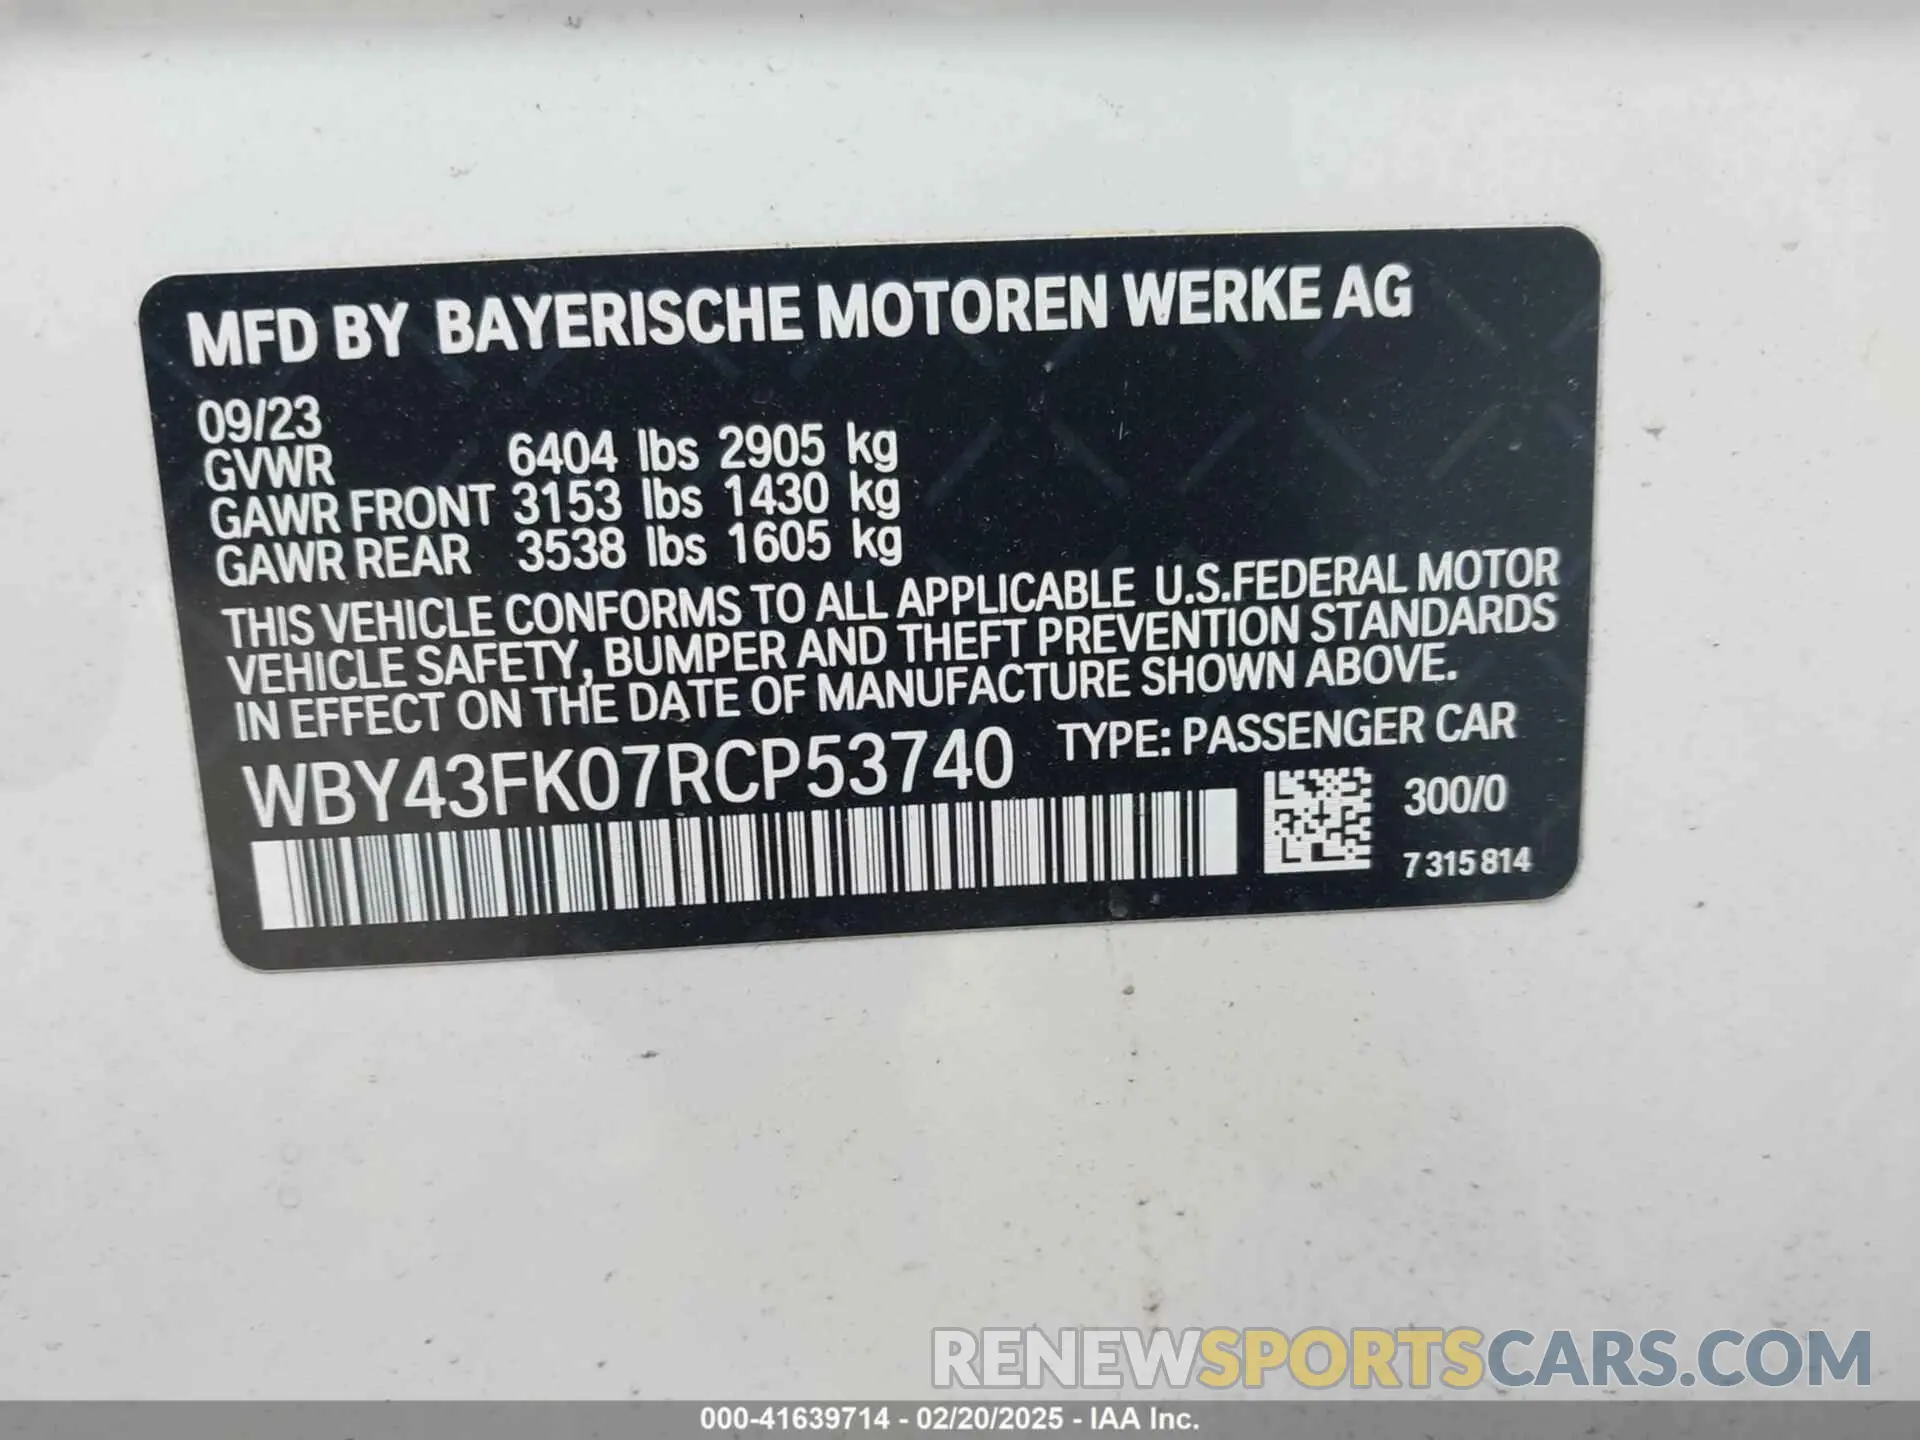 MFD BY BAYERISCHE MOTOREN WERKE AG
09/23
GVWR 6404 lbs 2905 kg
GAWR FRONT 3153 lbs 1430 kg
GAWR REAR 3538 lbs 1605 kg
THIS VEHICLE CONFORMS TO ALL APPLICABLE U.S.FEDERAL MOTOR
VEHICLE SAFETY, BUMPER AND THEFT PREVENTION STANDARDS
IN EFFECT ON THE DATE OF MANUFACTURE SHOWN ABOVE.
WBY43FK07RCP53740 TYPE: PASSENGER CAR
300/0
7 315 814
RENEWSPORTSCARS.COM
000-41639714 - 02/20/2025 - IAA Inc.